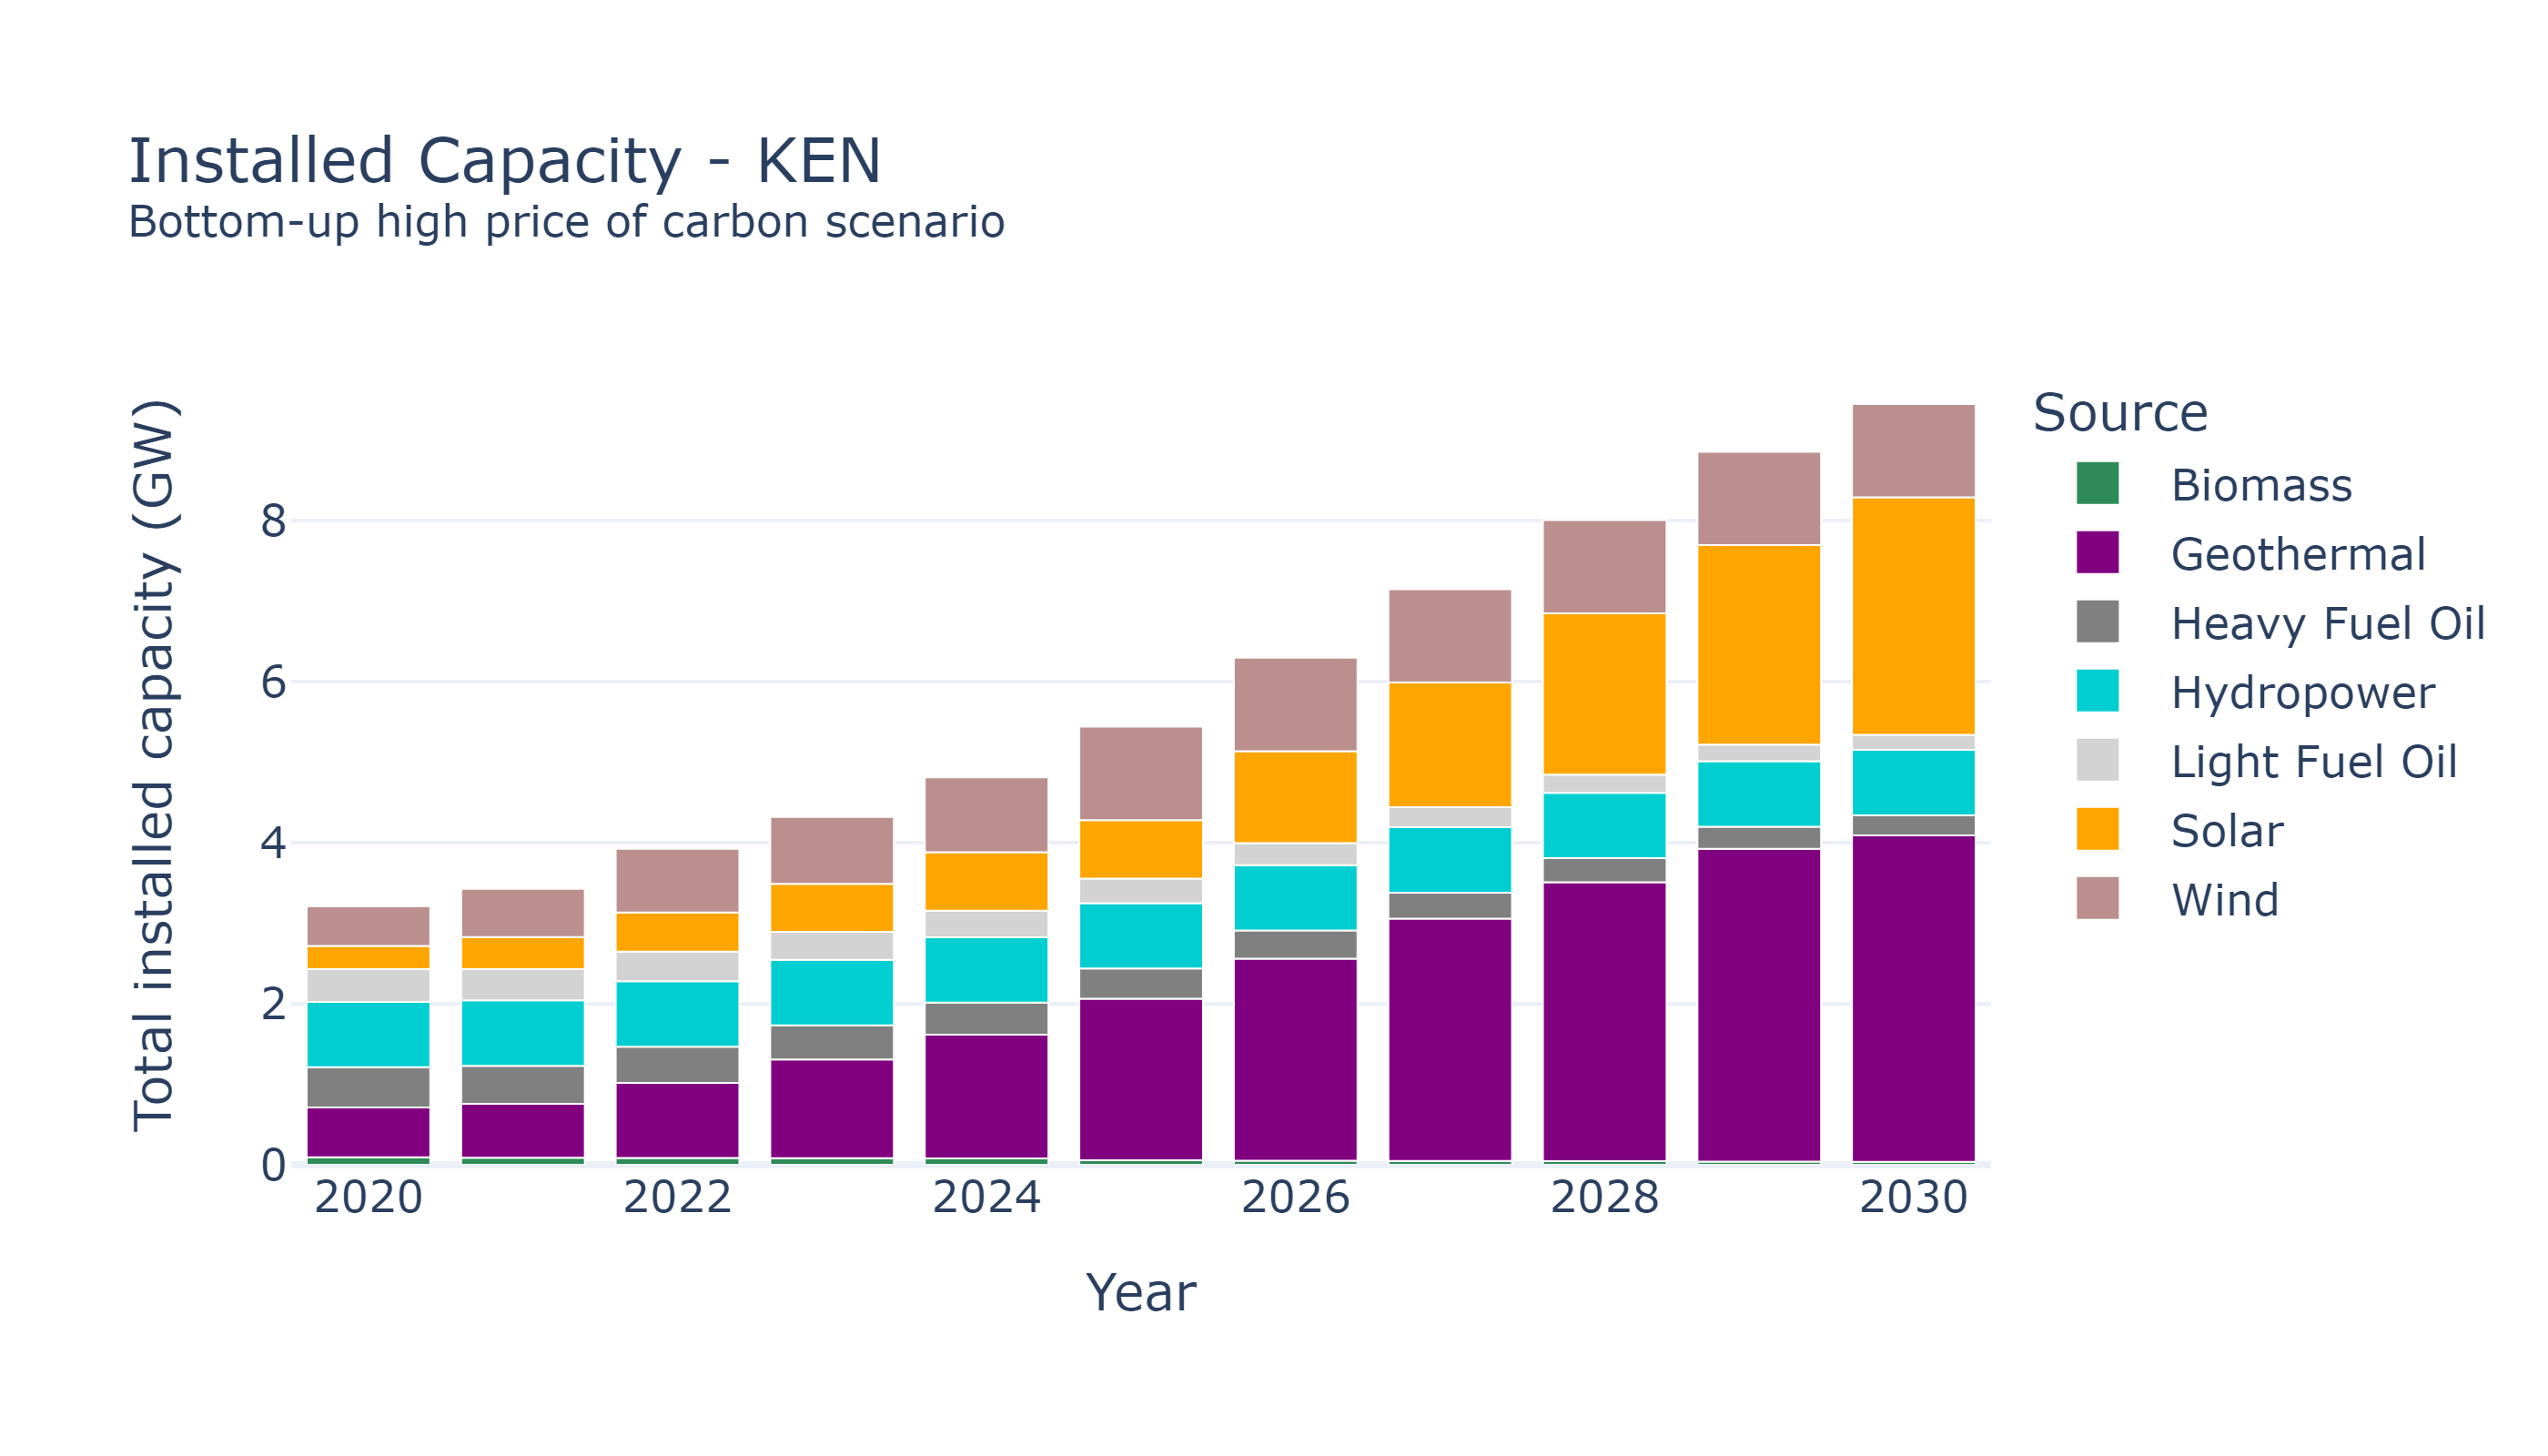 Installed Capacity - KEN
Bottom-up high price of carbon scenario
Total installed capacity (GW)
8
6
4
2
0
2020 2022 2024 2026 2028 2030
Year
Source
Biomass
Geothermal
Heavy Fuel Oil
Hydropower
Light Fuel Oil
Solar
Wind